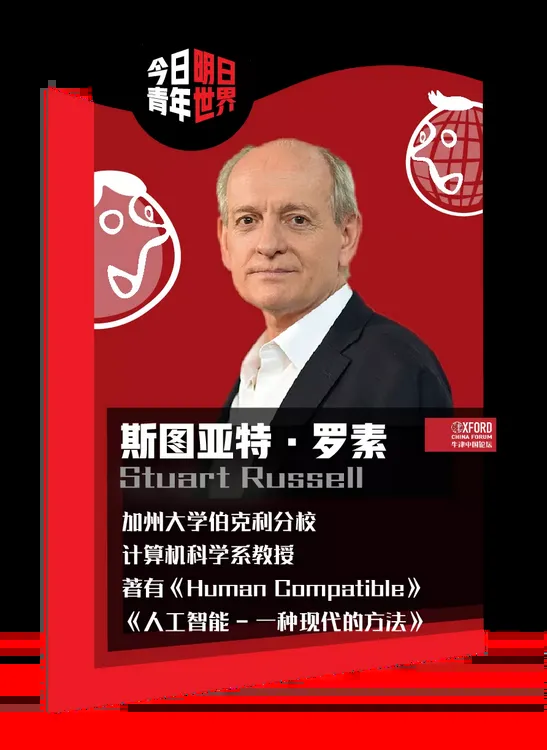 今日明日
青年世界
斯图亚特·罗素
Stuart Russell
OXFORD
CHINA FORUM
牛津中国论坛
加州大学伯克利分校
计算机科学系教授
著有《Human Compatible》
《人工智能-一种现代的方法》